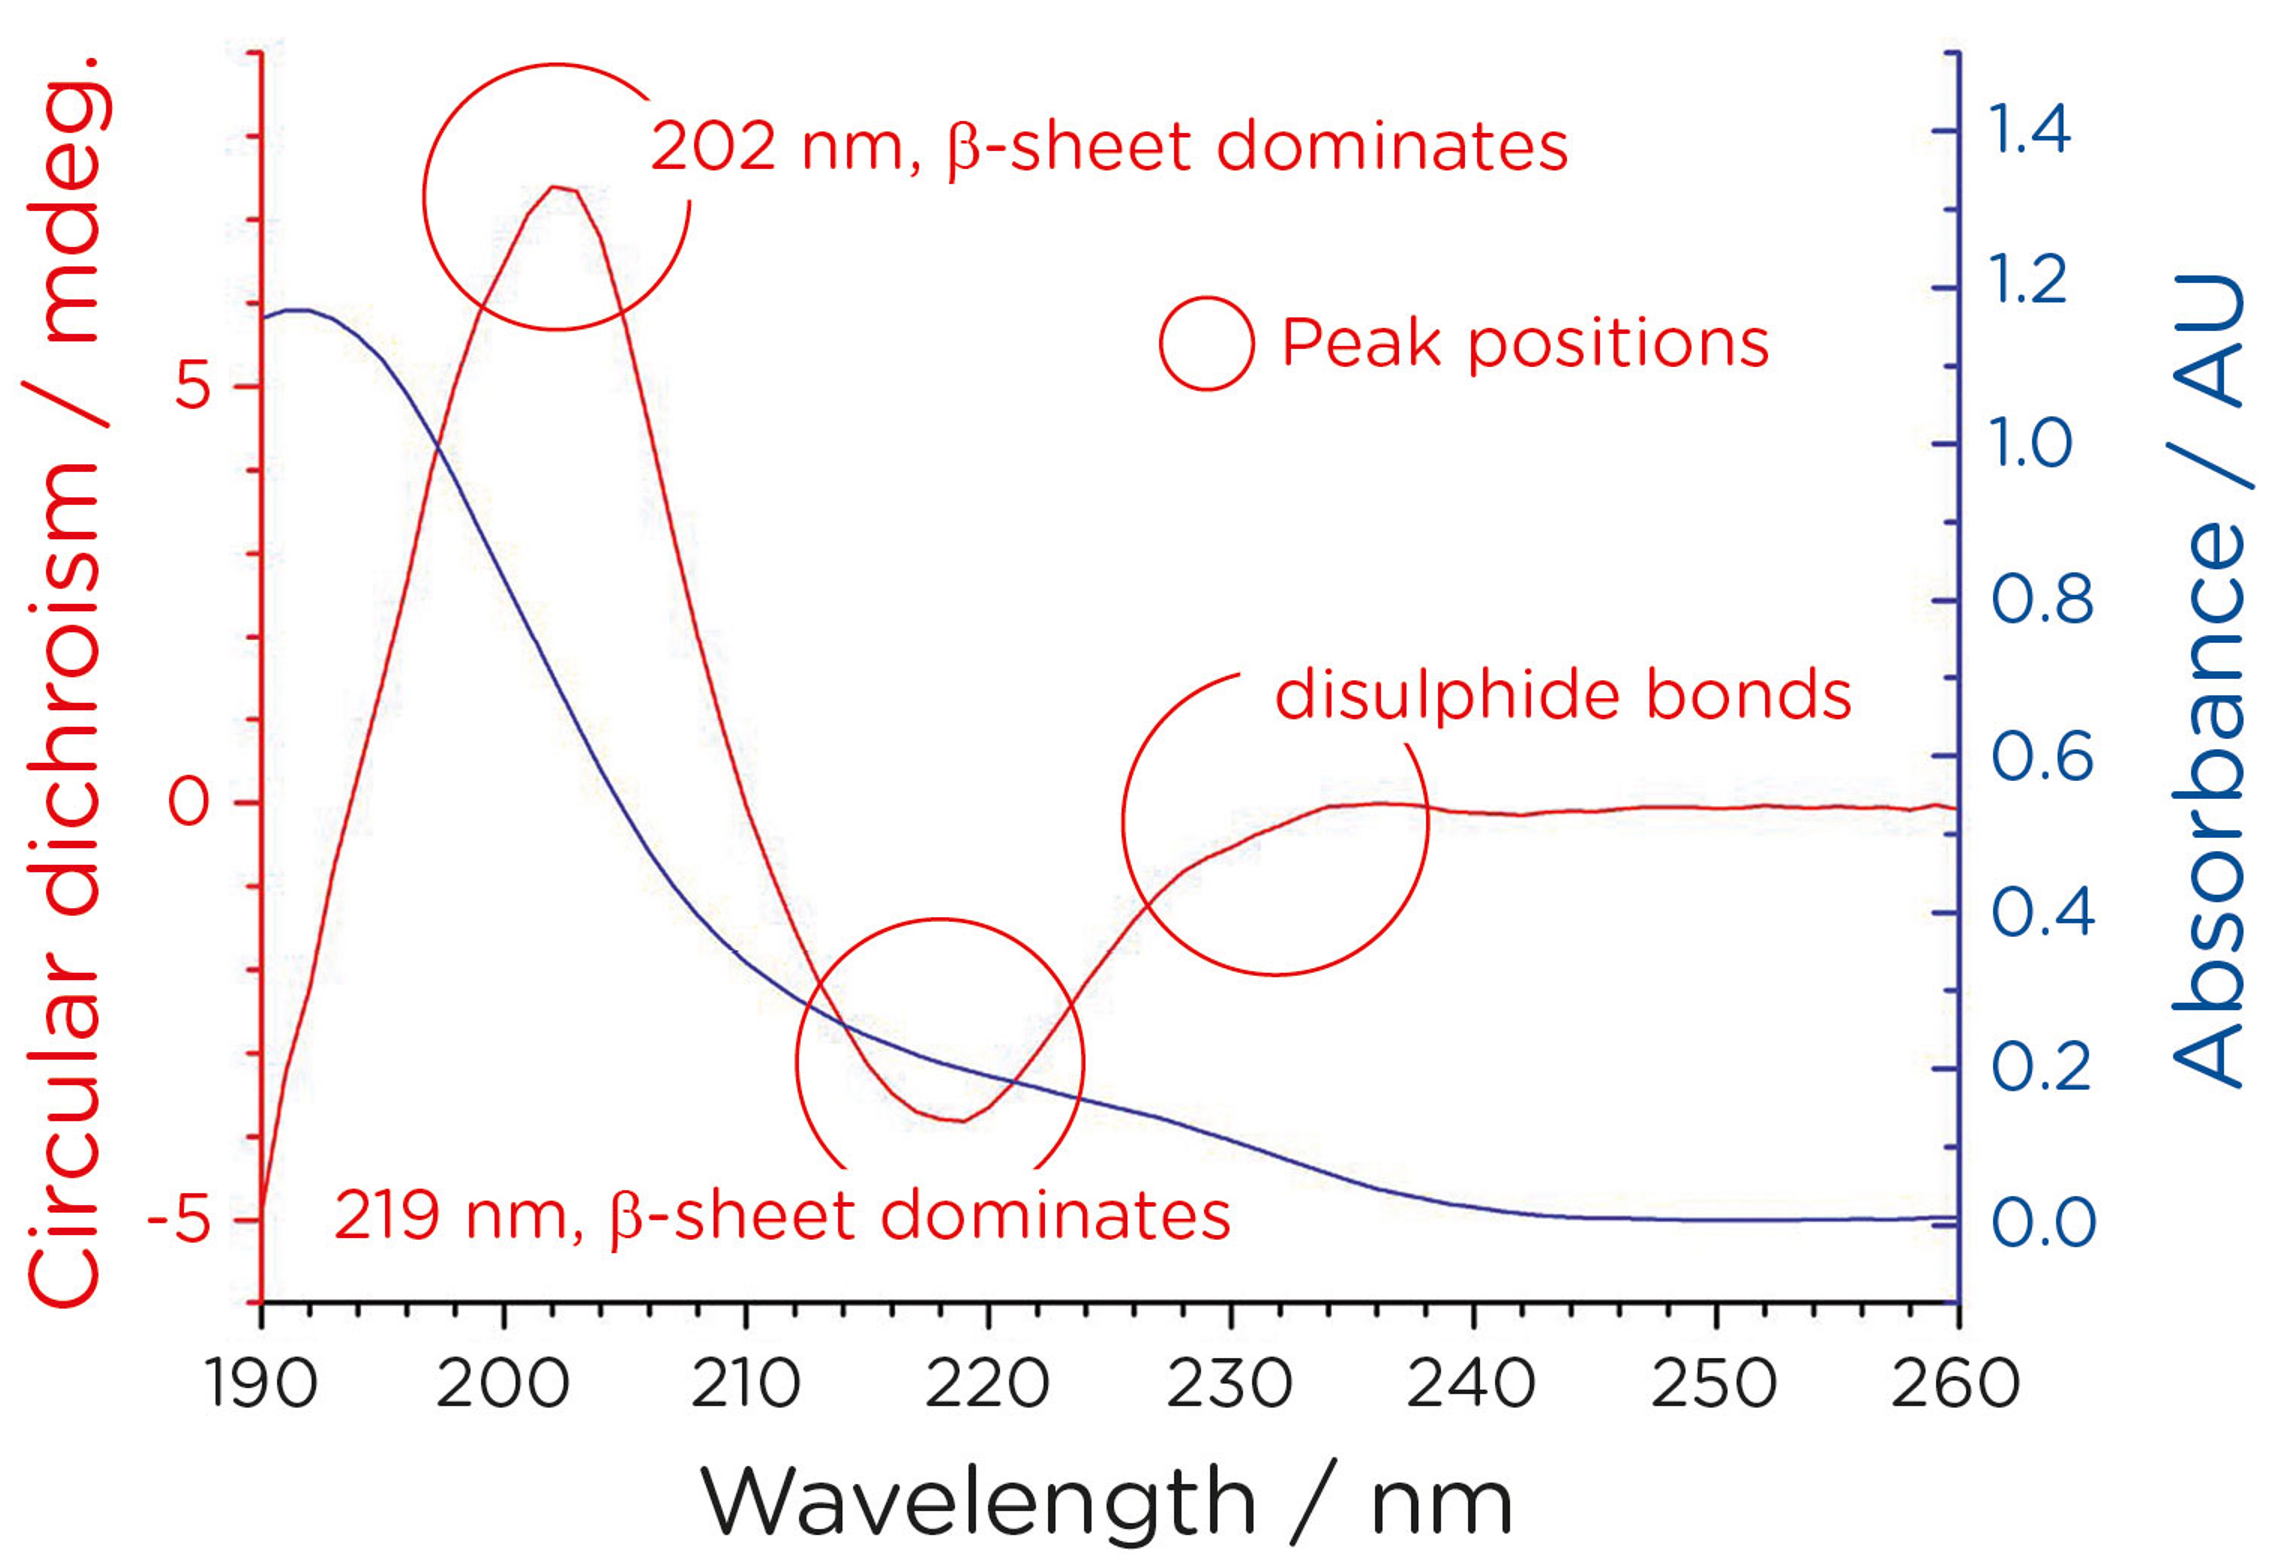 Circular dichroism / mdeg.
5
0
-5
202 nm, β-sheet dominates
Peak positions
disulphide bonds
219 nm, β-sheet dominates
1.4
1.2
1.0
0.8
0.6
0.4
0.2
0.0
Absorbance / AU
190 200 210 220 230 240 250 260
Wavelength / nm